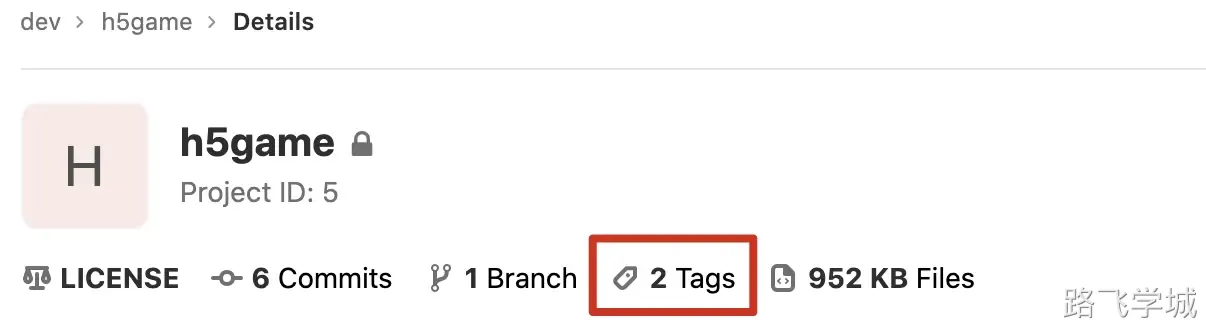 dev > h5game > Details
H
h5game
Project ID: 5
LICENSE 6 Commits 1 Branch 2 Tags 952 KB Files
路飞学城